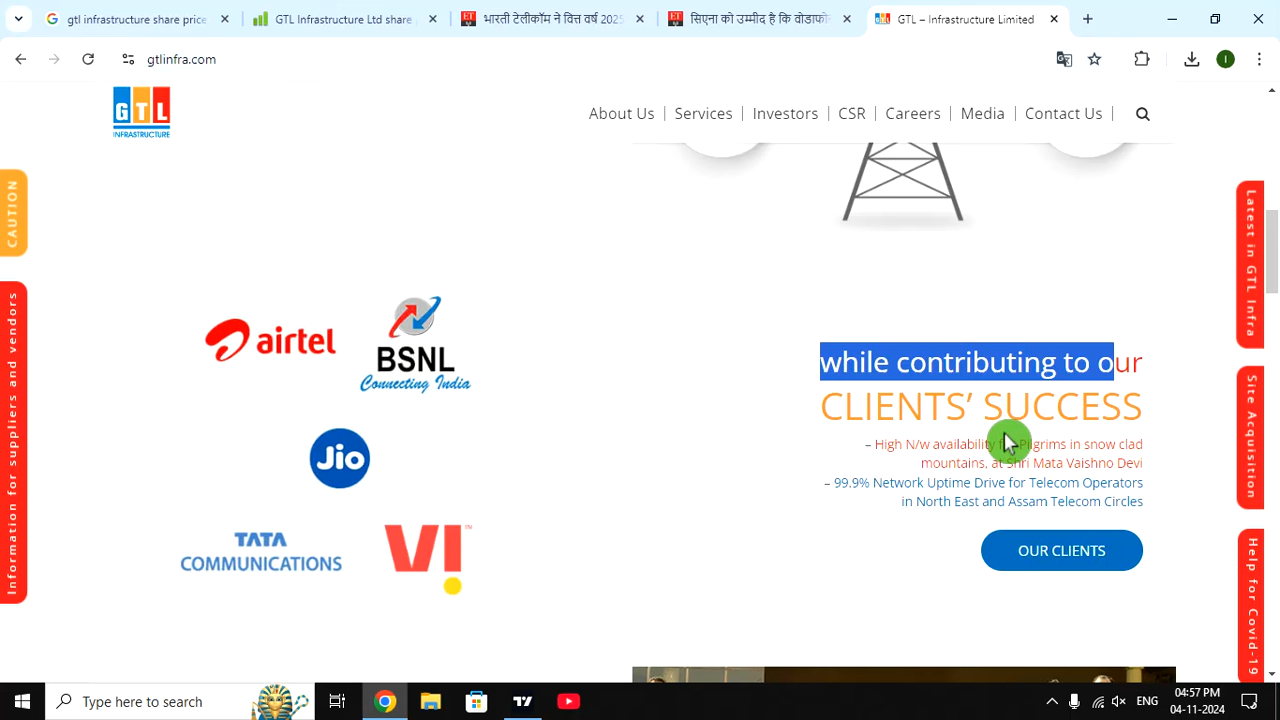 gtl infrastructure share price
GTL Infrastructure Ltd share
भारती टेलीकॉम ने वित्त वर्ष 2025
सिएना को उम्मीद है कि वोडाफोन
GTL – Infrastructure Limited
gtlinfra.com
GTL
INFRASTRUCTURE
About Us
Services
Investors
CSR
Careers
Media
Contact Us
CAUTION
Information for suppliers and vendors
Latest in GTL Infra
Site Acquisition
Help for Covid-19
airtel
BSNL
Connecting India
Jio
TATA
COMMUNICATIONS
VI
while contributing to our
CLIENTS’ SUCCESS
– High N/w availability for Pilgrims in snow clad
mountains, at Shri Mata Vaishno Devi
– 99.9% Network Uptime Drive for Telecom Operators
in North East and Assam Telecom Circles
OUR CLIENTS
Type here to search
ENG
04:57 PM
04-11-2024